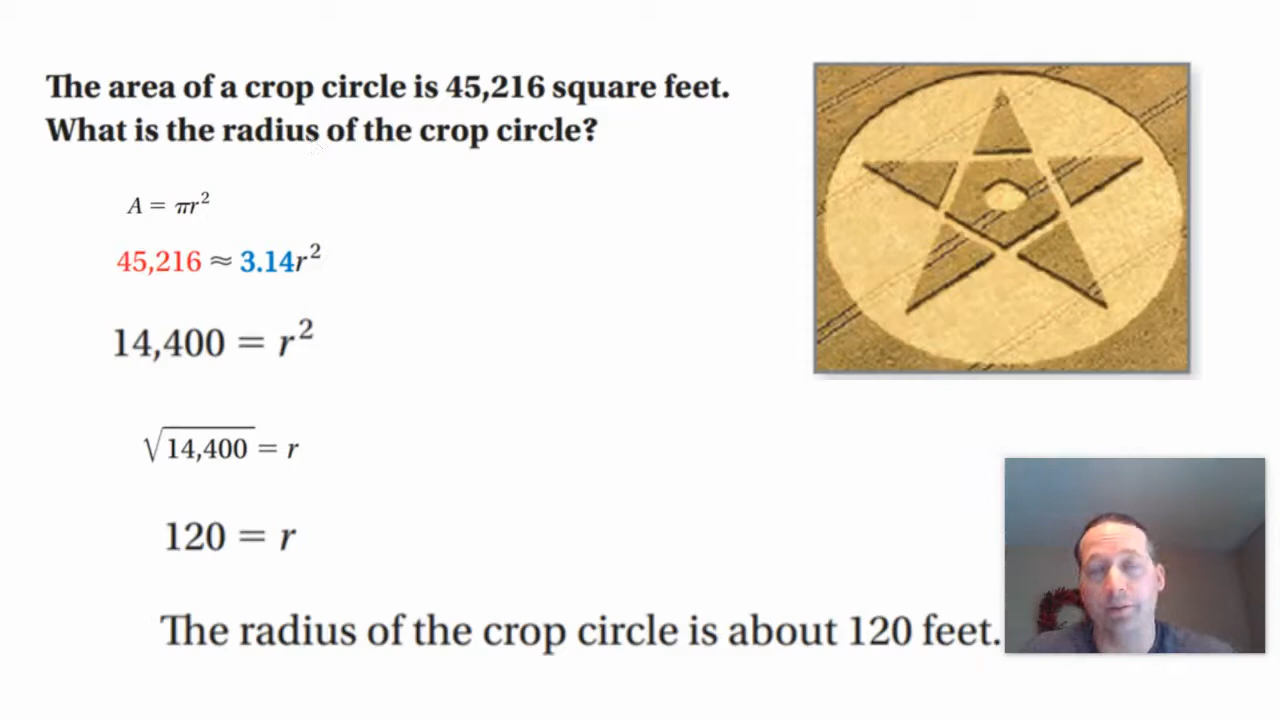 The area of a crop circle is 45,216 square feet.
What is the radius of the crop circle?
A = πr²
45,216 ≈ 3.14r²
14,400 = r²
√14,400 = r
120 = r
The radius of the crop circle is about 120 feet.